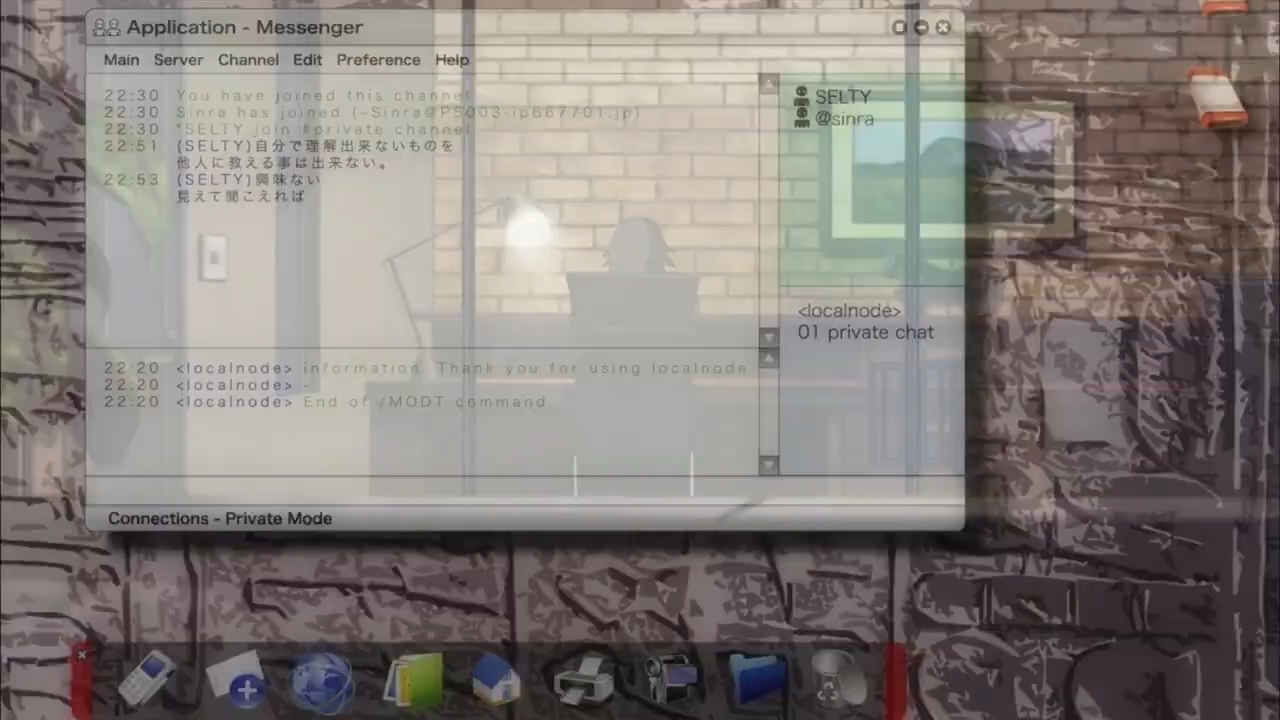 Application - Messenger
Main Server Channel Edit Preference Help
22:30 You have joined this channel
22:30 Sinra has joined (~Sinra@P5003-ip667701.jp)
22:30 *SELTY join #private channel
22:51 (SELTY)自分で理解出来ないものを
他人に教える事は出来ない。
22:53 (SELTY)興味ない
見えて聞こえれば
SELTY
@sinra
<localnode>
01 private chat
22:20 <localnode> information. Thank you for using localnode
22:20 <localnode> -
22:20 <localnode> End of /MODT command
Connections - Private Mode